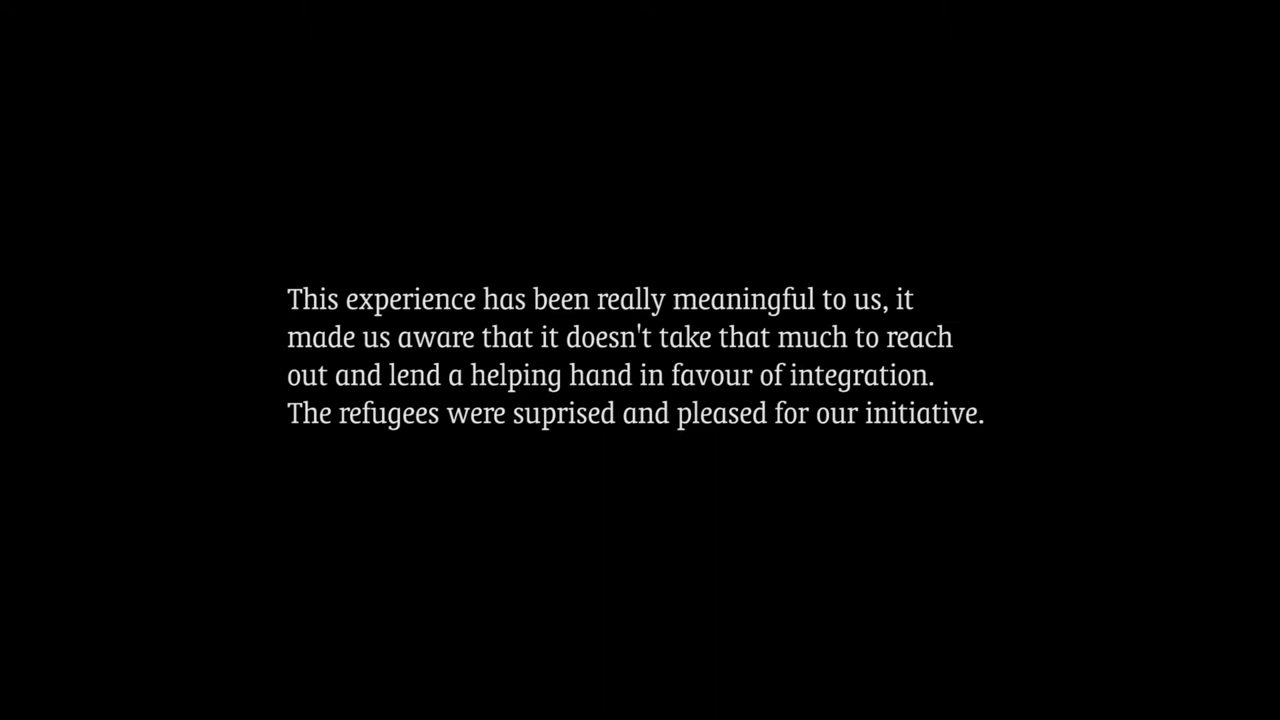 This experience has been really meaningful to us, it
made us aware that it doesn't take that much to reach
out and lend a helping hand in favour of integration.
The refugees were suprised and pleased for our initiative.